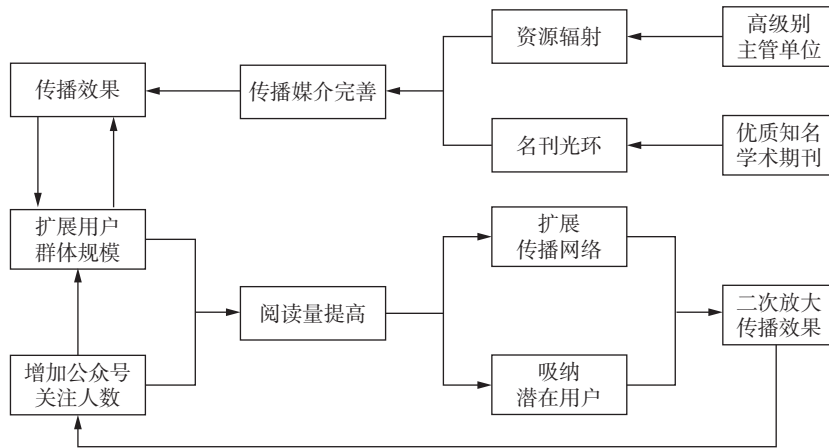 资源辐射
高级别
主管单位
传播效果
传播媒介完善
名刊光环
优质知名
学术期刊
扩展用户
群体规模
扩展
传播网络
阅读量提高
二次放大
传播效果
增加公众号
关注人数
吸纳
潜在用户